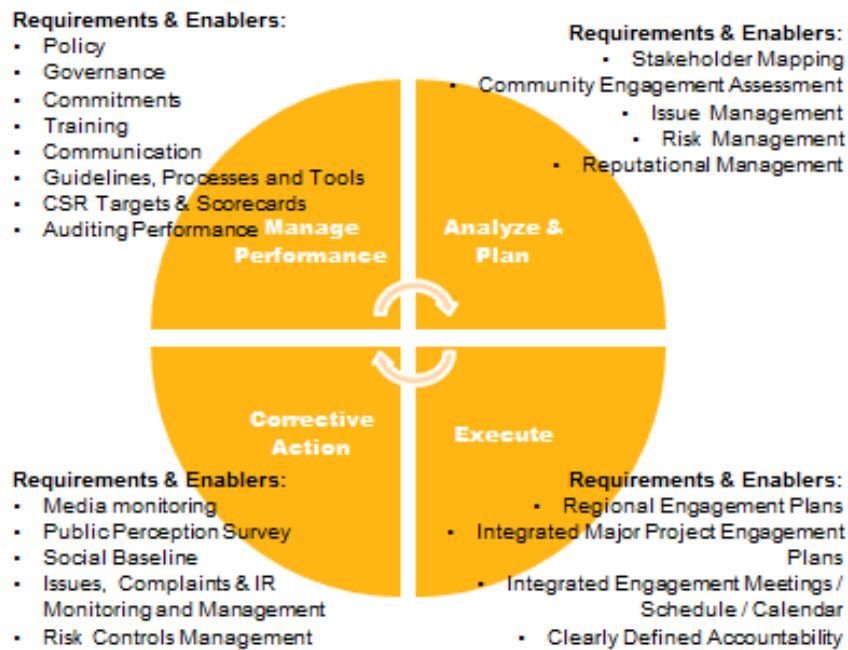 Requirements & Enablers:
▪ Policy
▪ Governance
▪ Commitments
▪ Training
▪ Communication
▪ Guidelines, Processes and Tools
▪ CSR Targets & Scorecards
▪ Auditing Performance
Manage
Performance
Requirements & Enablers:
▪ Stakeholder Mapping
▪ Community Engagement Assessment
▪ Issue Management
▪ Risk Management
▪ Reputational Management
Analyze &
Plan
Corrective
Action
Requirements & Enablers:
▪ Media monitoring
▪ Public Perception Survey
▪ Social Baseline
▪ Issues, Complaints & IR
Monitoring and Management
▪ Risk Controls Management
Execute
Requirements & Enablers:
▪ Regional Engagement Plans
▪ Integrated Major Project Engagement
Plans
▪ Integrated Engagement Meetings /
Schedule / Calendar
▪ Clearly Defined Accountability